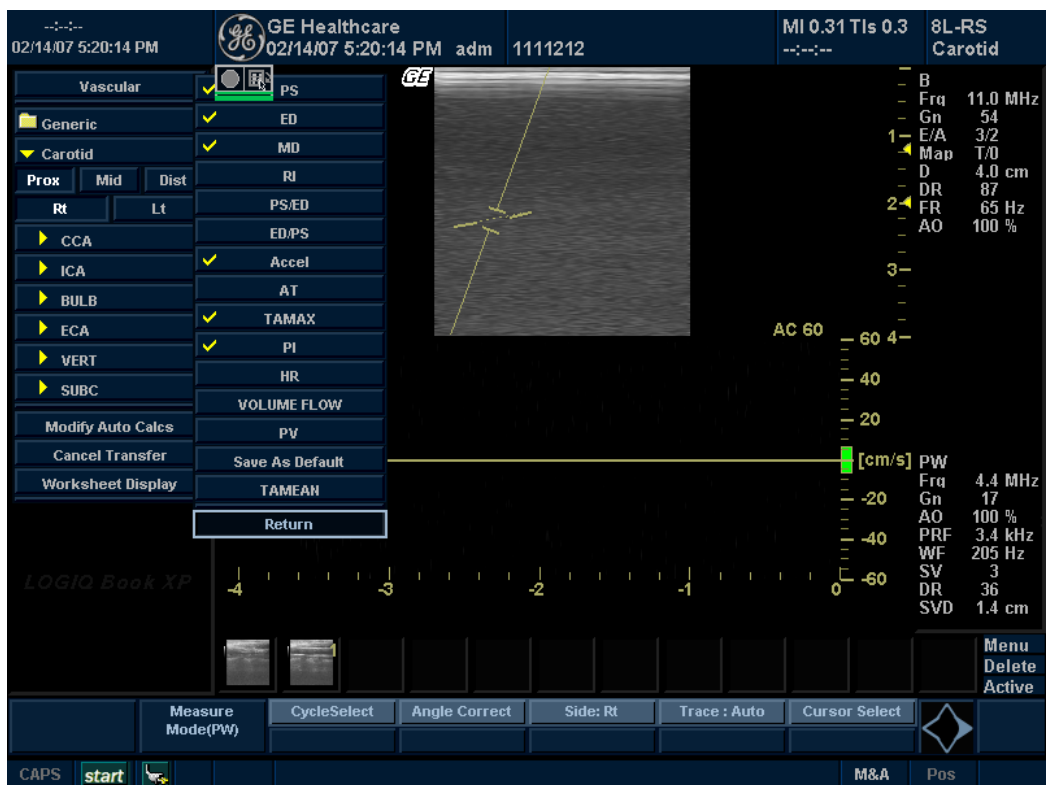 --:--:--
02/14/07 5:20:14 PM
GE Healthcare
02/14/07 5:20:14 PM adm 1111212
MI 0.31 TIs 0.3
--:--:--
8L-RS
Carotid
Vascular
Generic
Carotid
Prox Mid Dist
Rt Lt
CCA
ICA
BULB
ECA
VERT
SUBC
Modify Auto Calcs
Cancel Transfer
Worksheet Display
PS
ED
MD
RI
PS/ED
ED/PS
Accel
AT
TAMAX
PI
HR
VOLUME FLOW
PV
Save As Default
TAMEAN
Return
GE
1
2
3
4
B
Frq 11.0 MHz
Gn 54
E/A 3/2
Map T/0
D 4.0 cm
DR 87
FR 65 Hz
AO 100 %
AC 60
60
40
20
[cm/s]
-20
-40
-60
-4 -3 -2 -1 0
PW
Frq 4.4 MHz
Gn 17
AO 100 %
PRF 3.4 kHz
WF 205 Hz
SV 3
DR 36
SVD 1.4 cm
LOGIQ Book XP
1
Menu
Delete
Active
Measure
Mode(PW)
CycleSelect Angle Correct Side: Rt Trace : Auto Cursor Select
CAPS start M&A Pos